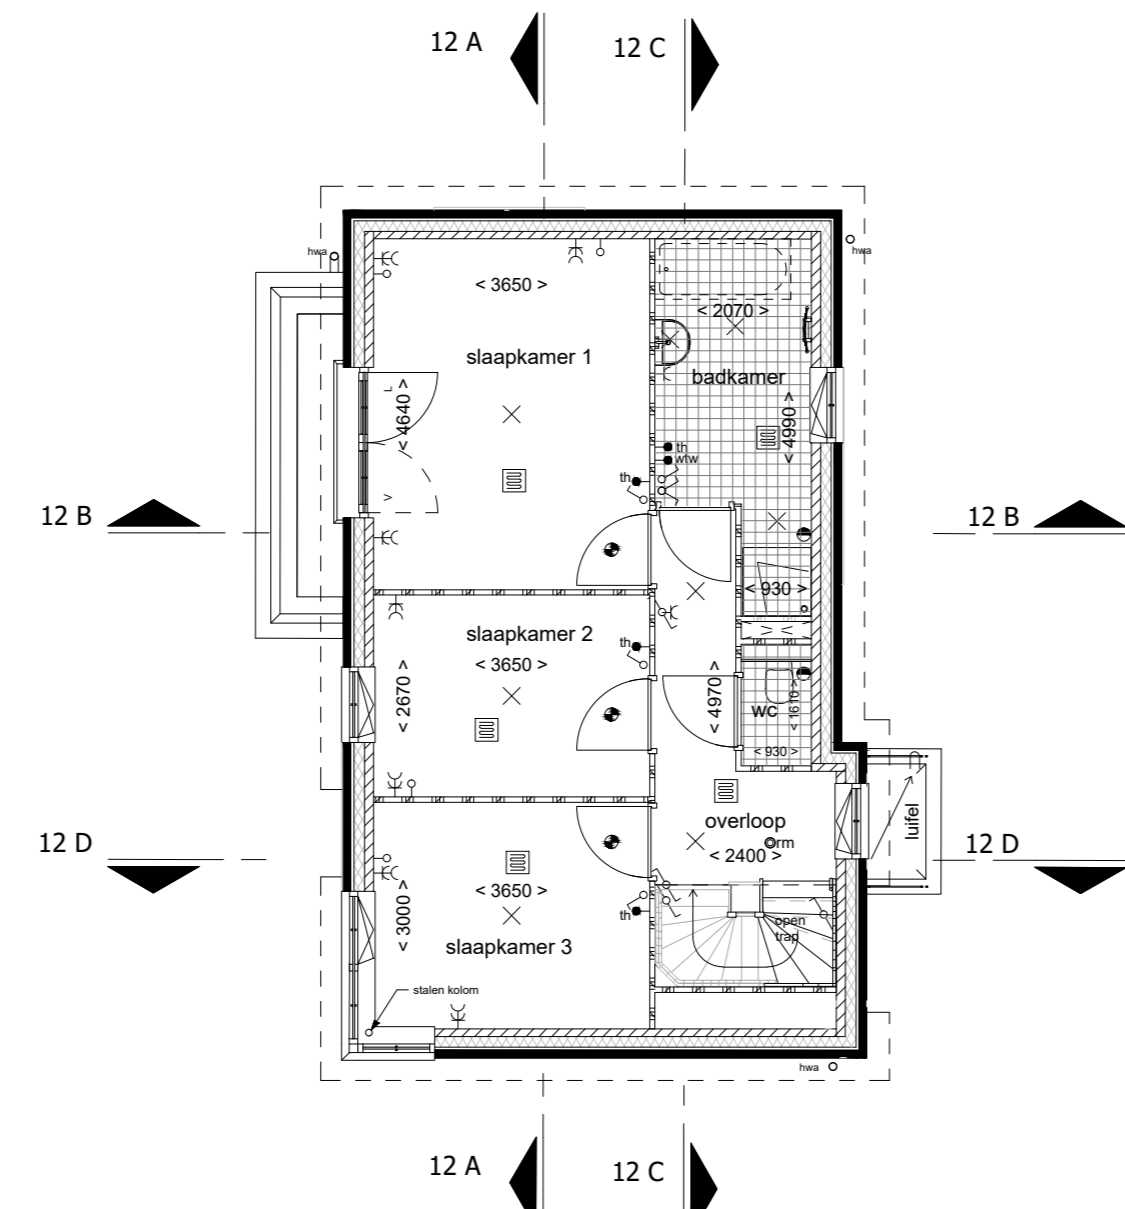 12 A
12 C
hwa
hwa
< 3650 >
< 2070 >
slaapkamer 1
badkamer
< 4640 >
< 4990 >
L
V
th
wtw
th
12 B
12 B
< 930 >
slaapkamer 2
th
< 3650 >
< 2670 >
< 4970 >
wc
< 1610 >
< 930 >
overloop
rm
< 2400 >
luifel
12 D
12 D
< 3650 >
< 3000 >
th
slaapkamer 3
open
trap
stalen kolom
hwa
12 A
12 C